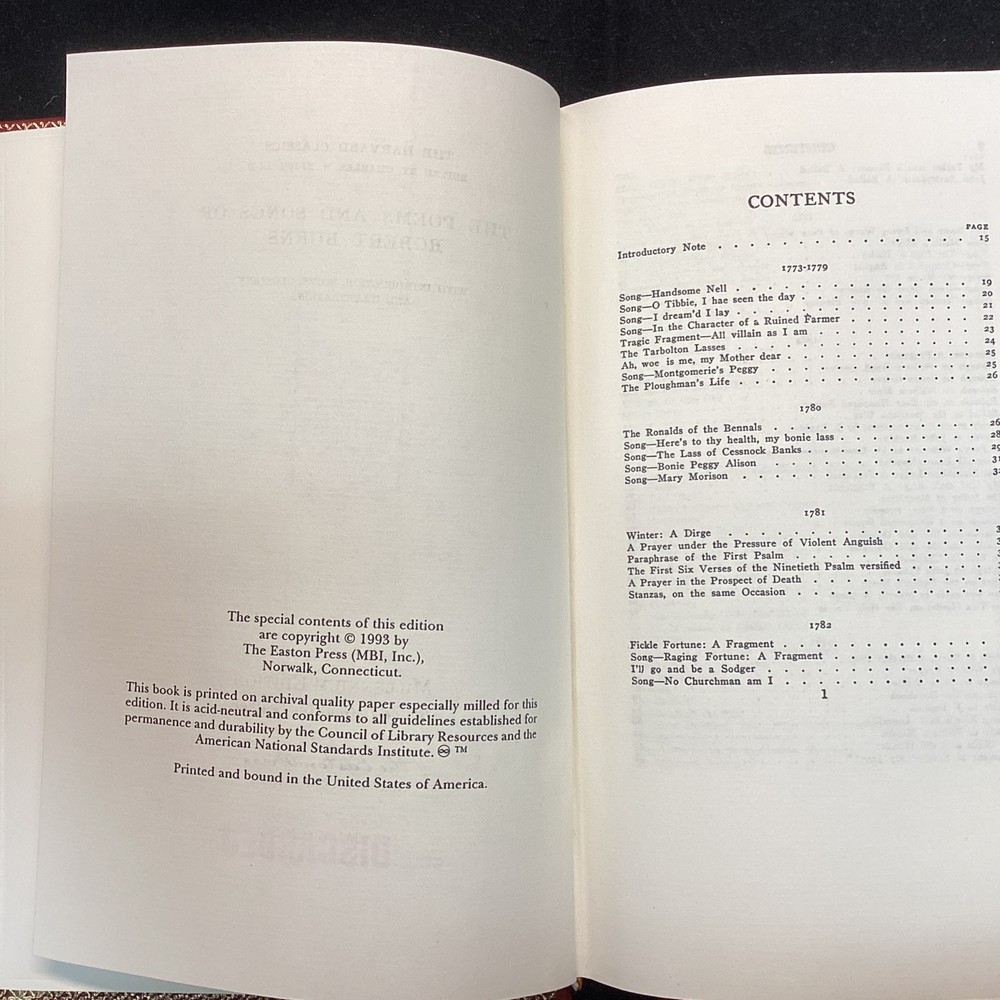 The special contents of this edition
are copyright © 1993 by
The Easton Press (MBI, Inc.),
Norwalk, Connecticut.
This book is printed on archival quality paper especially milled for this
edition. It is acid-neutral and conforms to all guidelines established for
permanence and durability by the Council of Library Resources and the
American National Standards Institute. ♾ ™
Printed and bound in the United States of America.
CONTENTS
PAGE
Introductory Note . . . . . . . . . . . . . . . 15
1773-1779
Song—Handsome Nell . . . . . . . . . . . . . . 19
Song—O Tibbie, I hae seen the day . . . . . . . . . . 20
Song—I dream'd I lay . . . . . . . . . . . . . . 21
Song—In the Character of a Ruined Farmer . . . . . . . 22
Tragic Fragment—All villain as I am . . . . . . . . . 23
The Tarbolton Lasses . . . . . . . . . . . . . . 24
Ah, woe is me, my Mother dear . . . . . . . . . . . 25
Song—Montgomerie's Peggy . . . . . . . . . . . . 25
The Ploughman's Life . . . . . . . . . . . . . . 26
1780
The Ronalds of the Bennals . . . . . . . . . . . . 26
Song—Here's to thy health, my bonie lass . . . . . . . . 28
Song—The Lass of Cessnock Banks . . . . . . . . . . 29
Song—Bonie Peggy Alison . . . . . . . . . . . . 31
Song—Mary Morison . . . . . . . . . . . . . 3
1781
Winter: A Dirge . . . . . . . . . . . . . . 3
A Prayer under the Pressure of Violent Anguish . . . . . 3
Paraphrase of the First Psalm . . . . . . . . . .
The First Six Verses of the Ninetieth Psalm versified . . . .
A Prayer in the Prospect of Death . . . . . . . . .
Stanzas, on the same Occasion . . . . . . . . . .
1782
Fickle Fortune: A Fragment . . . . . . . . . . .
Song—Raging Fortune: A Fragment . . . . . . . . .
I'll go and be a Sodger . . . . . . . . . . . .
Song—No Churchman am I . . . . . . . . . . .
1